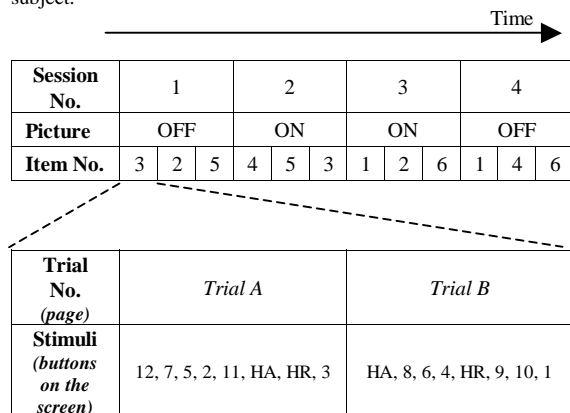 subject.
Time
Session No. 1 2 3 4
Picture OFF ON ON OFF
Item No. 3 2 5 4 5 3 1 2 6 1 4 6
Trial No. (page) Trial A Trial B
Stimuli (buttons on the screen) 12, 7, 5, 2, 11, HA, HR, 3 HA, 8, 6, 4, HR, 9, 10, 1